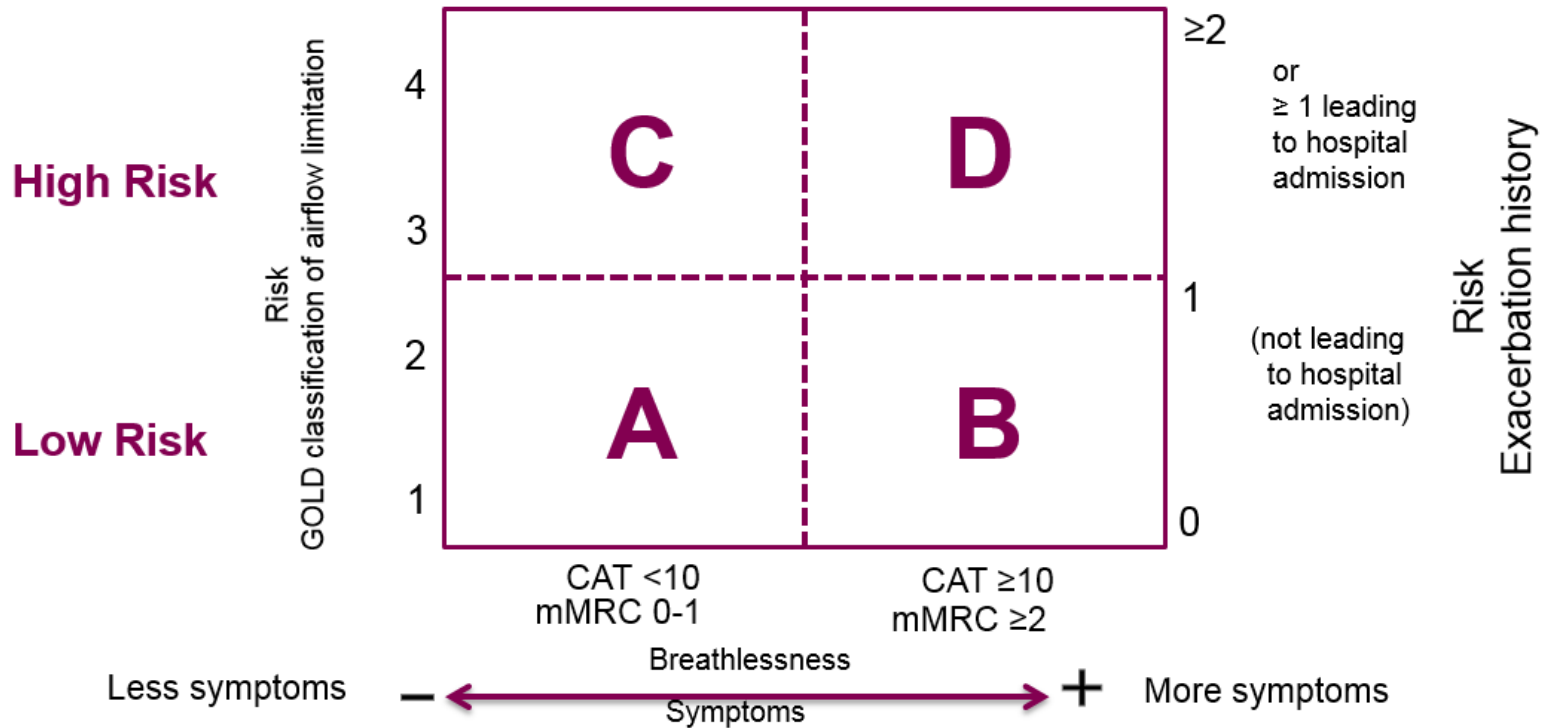 High Risk
Low Risk
Risk
GOLD classification of airflow limitation
4
3
2
1
C
D
A
B
≥2
1
0
or
≥ 1 leading
to hospital
admission
(not leading
to hospital
admission)
Risk
Exacerbation history
CAT <10
mMRC 0-1
CAT ≥10
mMRC ≥2
Breathlessness
Less symptoms
–
+
More symptoms
Symptoms